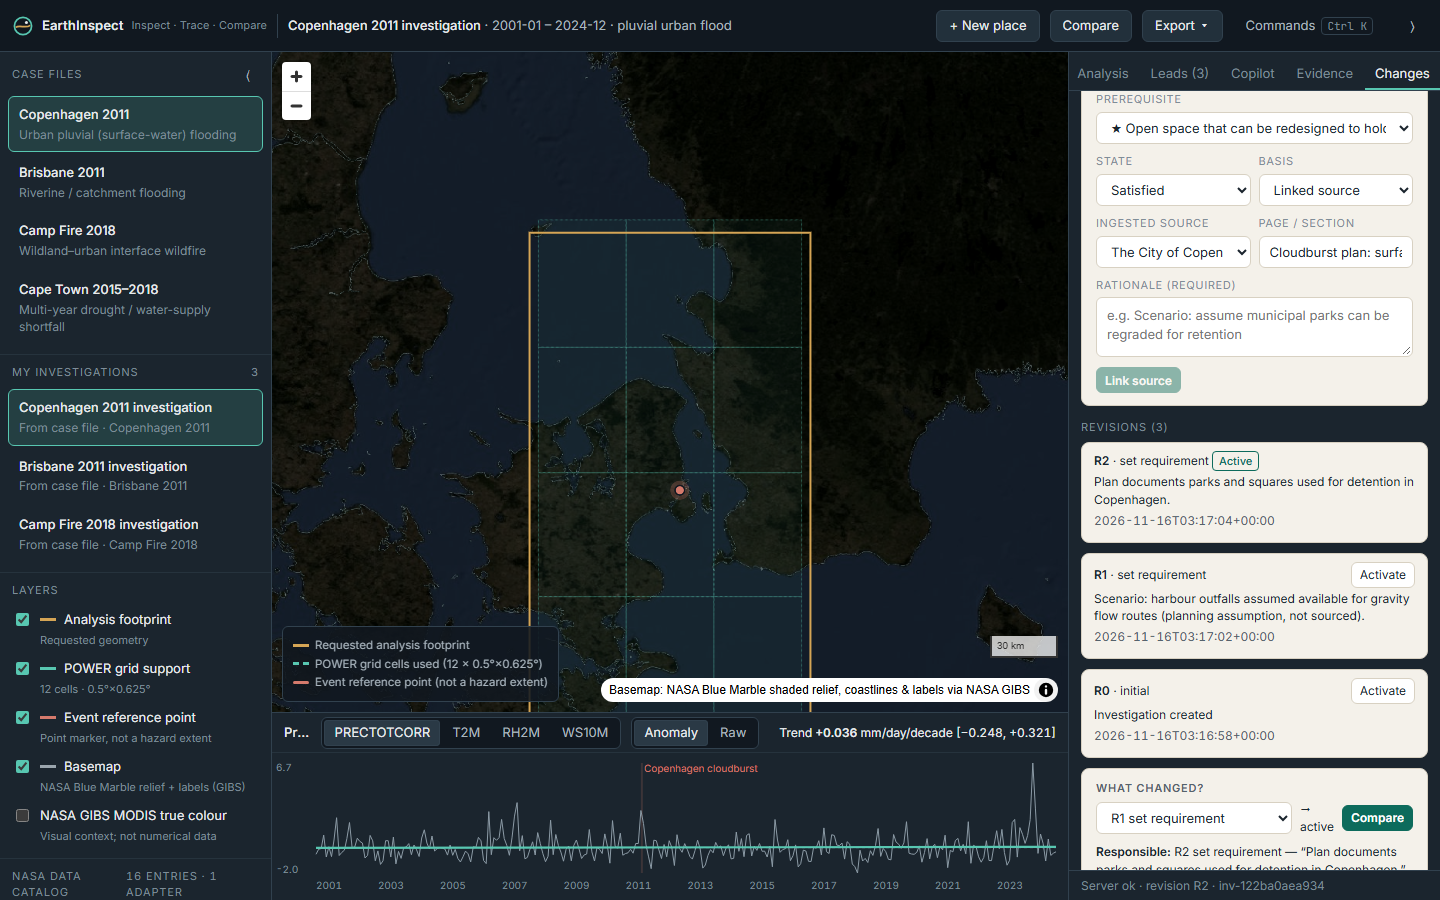 EarthInspect Inspect · Trace · Compare
Copenhagen 2011 investigation · 2001-01 – 2024-12 · pluvial urban flood
+ New place
Compare
Export
Commands Ctrl K
CASE FILES
Copenhagen 2011
Urban pluvial (surface-water) flooding
Brisbane 2011
Riverine / catchment flooding
Camp Fire 2018
Wildland–urban interface wildfire
Cape Town 2015–2018
Multi-year drought / water-supply
shortfall
MY INVESTIGATIONS 3
Copenhagen 2011 investigation
From case file · Copenhagen 2011
Brisbane 2011 investigation
From case file · Brisbane 2011
Camp Fire 2018 investigation
From case file · Camp Fire 2018
LAYERS
Analysis footprint
Requested geometry
POWER grid support
12 cells · 0.5°×0.625°
Event reference point
Point marker, not a hazard extent
Basemap
NASA Blue Marble relief + labels (GIBS)
NASA GIBS MODIS true colour
Visual context; not numerical data
NASA DATA
CATALOG
16 ENTRIES · 1
ADAPTER
+
−
Requested analysis footprint
POWER grid cells used (12 × 0.5°×0.625°)
Event reference point (not a hazard extent)
30 km
Basemap: NASA Blue Marble shaded relief, coastlines & labels via NASA GIBS
Pr...
PRECTOTCORR T2M RH2M WS10M
Anomaly Raw
Trend +0.036 mm/day/decade [−0.248, +0.321]
6.7
Copenhagen cloudburst
-2.0
2001 2003 2005 2007 2009 2011 2013 2015 2017 2019 2021 2023
Analysis Leads (3) Copilot Evidence Changes
PREREQUISITE
★ Open space that can be redesigned to hold
STATE
BASIS
Satisfied
Linked source
INGESTED SOURCE
PAGE / SECTION
The City of Copen
Cloudburst plan: surfa
RATIONALE (REQUIRED)
e.g. Scenario: assume municipal parks can be
regraded for retention
Link source
REVISIONS (3)
R2 · set requirement Active
Plan documents parks and squares used for detention in
Copenhagen.
2026-11-16T03:17:04+00:00
R1 · set requirement
Activate
Scenario: harbour outfalls assumed available for gravity
flow routes (planning assumption, not sourced).
2026-11-16T03:17:02+00:00
R0 · initial
Activate
Investigation created
2026-11-16T03:16:58+00:00
WHAT CHANGED?
R1 set requirement
→
active
Compare
Responsible: R2 set requirement — “Plan documents
parks and squares used for detention in Copenhagen.”
Server ok · revision R2 · inv-122ba0aea934